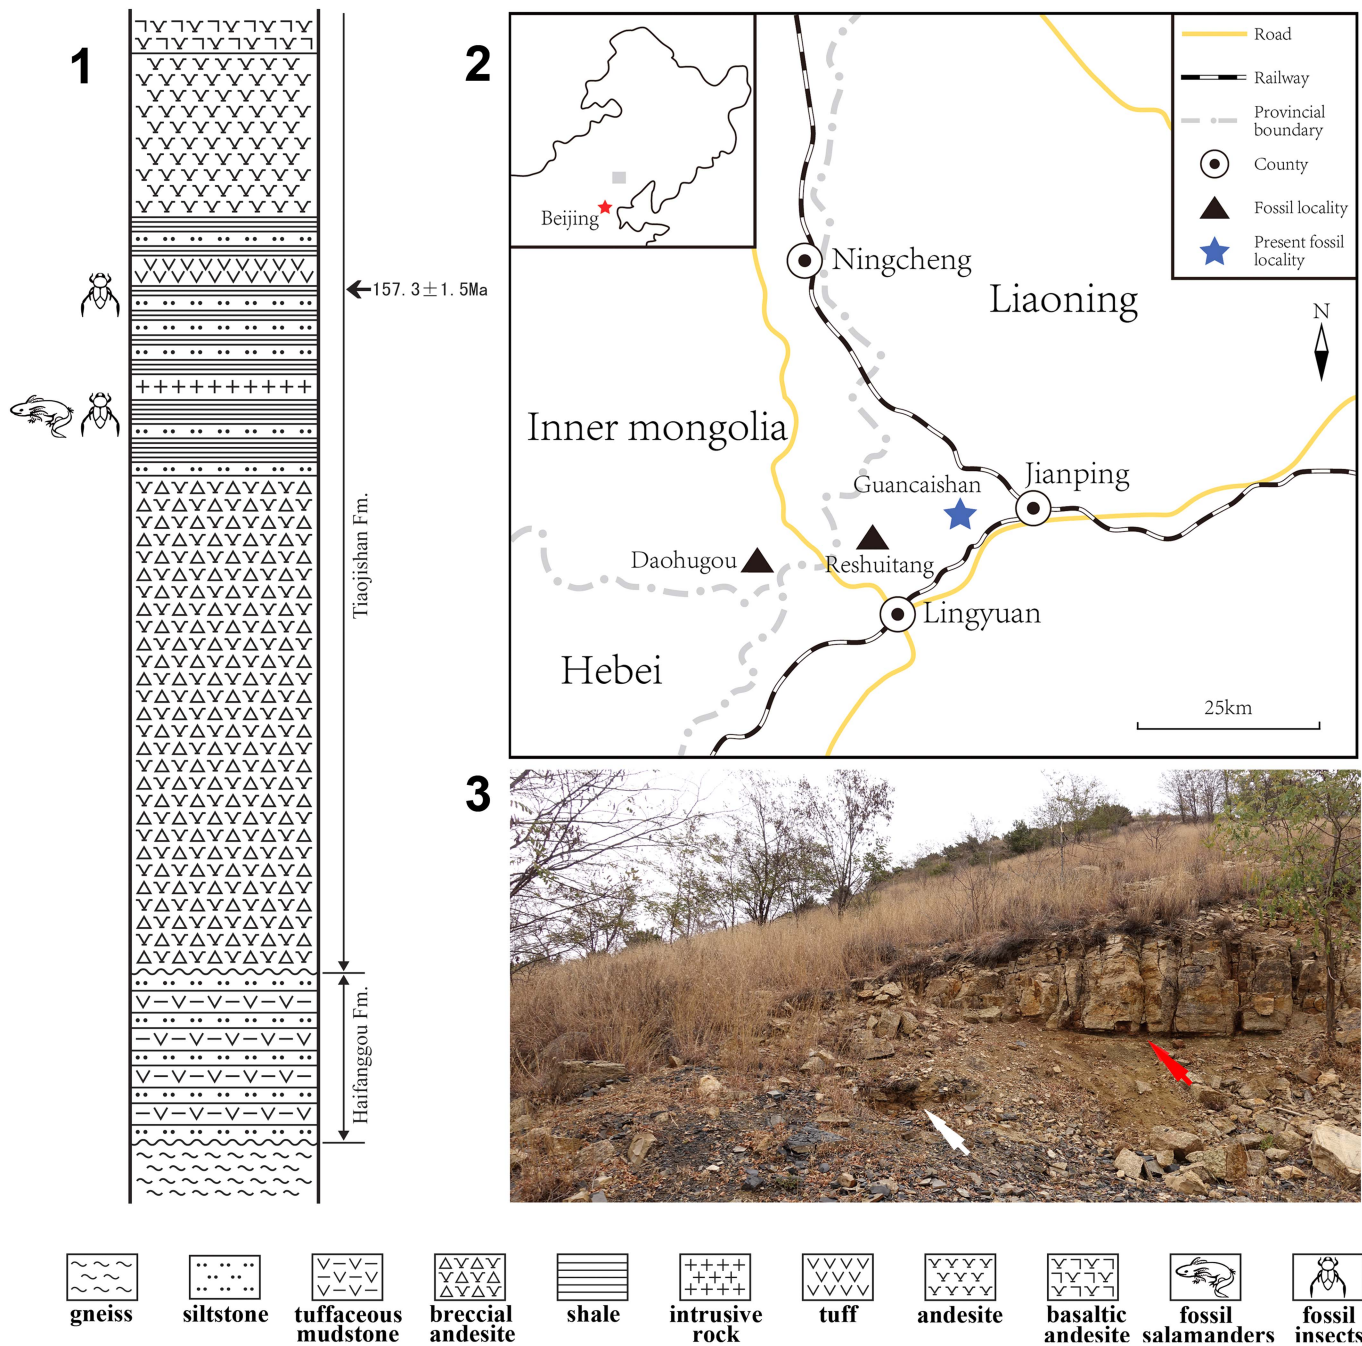 1
157.3±1.5Ma
Tiaojishan Fm.
Haifanggou Fm.
2
Beijing
Road
Railway
Provincial
boundary
County
Fossil locality
Present fossil
locality
N
Ningcheng
Liaoning
Inner mongolia
Jianping
Guancaishan
Daohugou
Reshuitang
Lingyuan
Hebei
25km
3
gneiss
siltstone
tuffaceous
mudstone
breccial
andesite
shale
intrusive
rock
tuff
andesite
basaltic
andesite
fossil
salamanders
fossil
insects